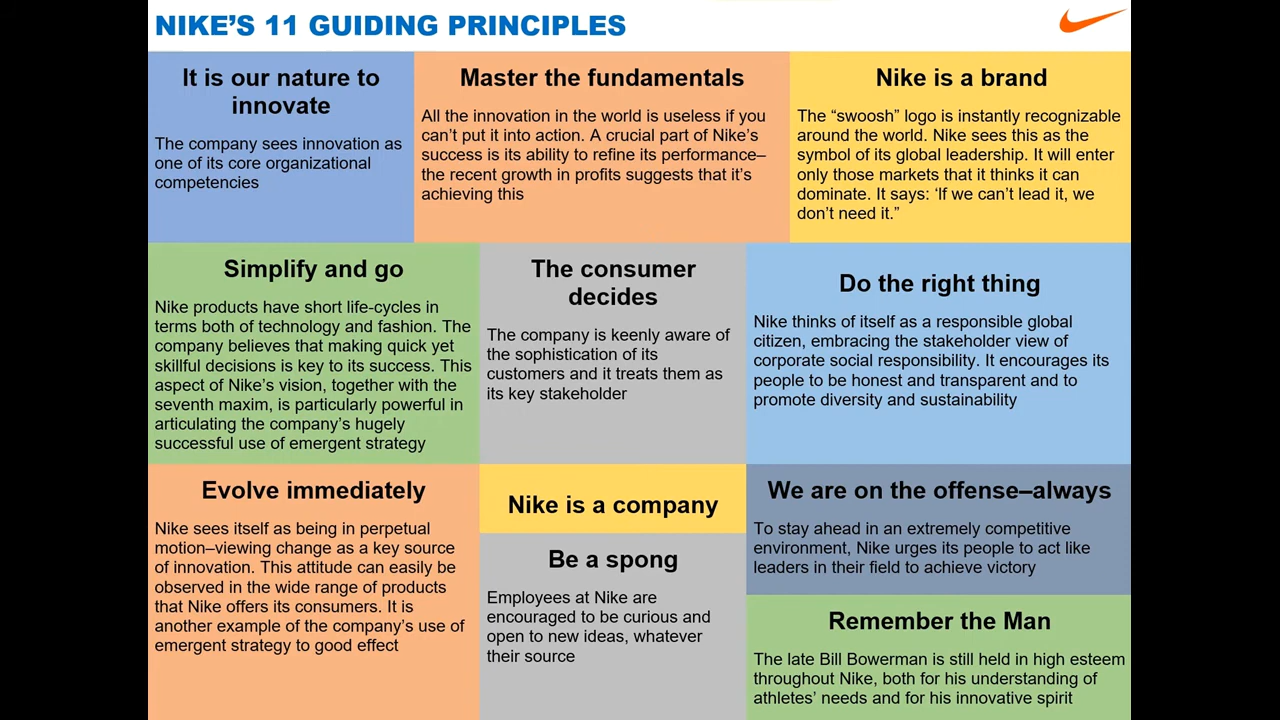 NIKE’S 11 GUIDING PRINCIPLES
It is our nature to
innovate
The company sees innovation as
one of its core organizational
competencies
Master the fundamentals
All the innovation in the world is useless if you
can’t put it into action. A crucial part of Nike’s
success is its ability to refine its performance–
the recent growth in profits suggests that it’s
achieving this
Nike is a brand
The “swoosh” logo is instantly recognizable
around the world. Nike sees this as the
symbol of its global leadership. It will enter
only those markets that it thinks it can
dominate. It says: ‘If we can’t lead it, we
don’t need it.”
Simplify and go
Nike products have short life-cycles in
terms both of technology and fashion. The
company believes that making quick yet
skillful decisions is key to its success. This
aspect of Nike’s vision, together with the
seventh maxim, is particularly powerful in
articulating the company’s hugely
successful use of emergent strategy
The consumer
decides
The company is keenly aware of
the sophistication of its
customers and it treats them as
its key stakeholder
Do the right thing
Nike thinks of itself as a responsible global
citizen, embracing the stakeholder view of
corporate social responsibility. It encourages its
people to be honest and transparent and to
promote diversity and sustainability
Evolve immediately
Nike sees itself as being in perpetual
motion–viewing change as a key source
of innovation. This attitude can easily be
observed in the wide range of products
that Nike offers its consumers. It is
another example of the company’s use of
emergent strategy to good effect
Nike is a company
Be a spong
Employees at Nike are
encouraged to be curious and
open to new ideas, whatever
their source
We are on the offense–always
To stay ahead in an extremely competitive
environment, Nike urges its people to act like
leaders in their field to achieve victory
Remember the Man
The late Bill Bowerman is still held in high esteem
throughout Nike, both for his understanding of
athletes’ needs and for his innovative spirit